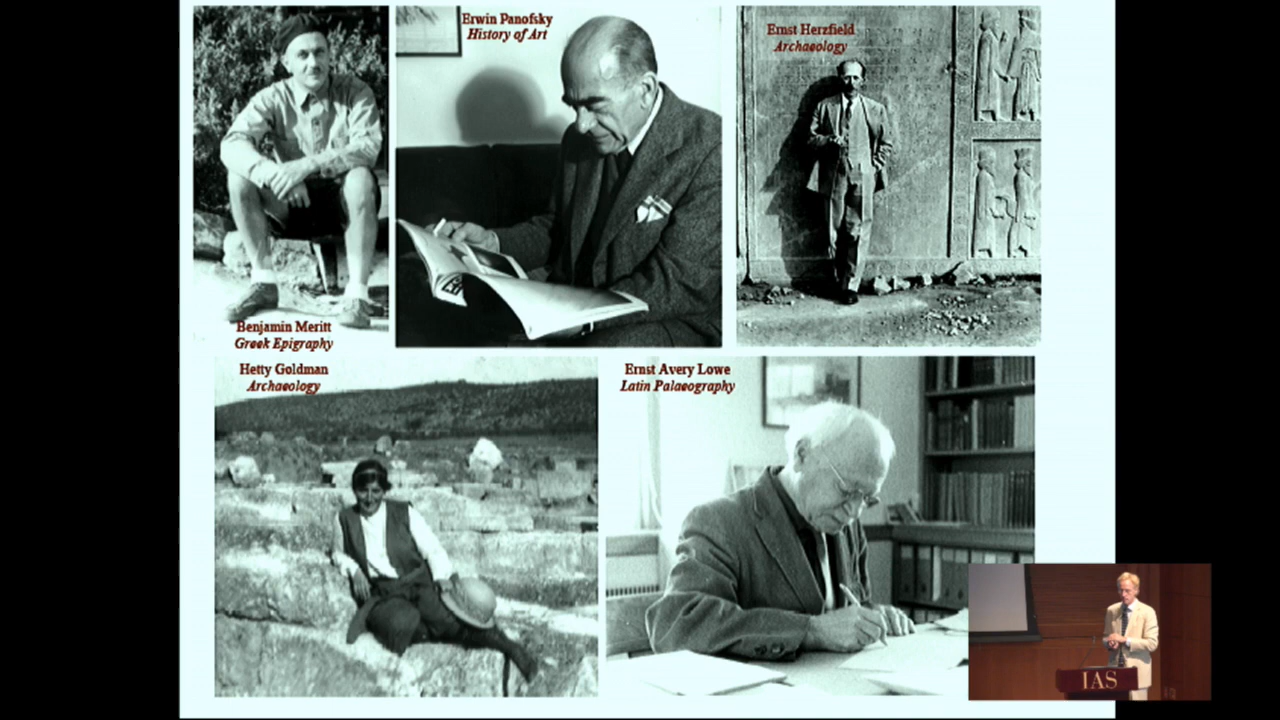 Erwin Panofsky
History of Art
Ernst Herzfield
Archaeology
Benjamin Meritt
Greek Epigraphy
Hetty Goldman
Archaeology
Ernst Avery Lowe
Latin Palaeography
IAS